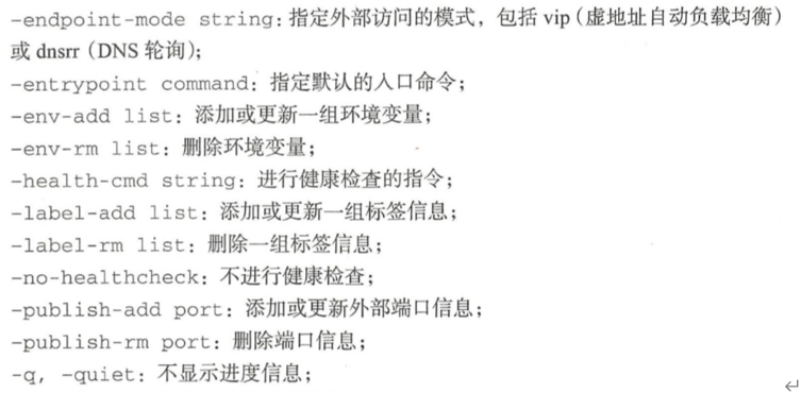 -endpoint-mode string：指定外部访问的模式，包括 vip（虚地址自动负载均衡）
或 dnsrr（DNS 轮询）；
-entrypoint command：指定默认的入口命令；
-env-add list：添加或更新一组环境变量；
-env-rm list：删除环境变量；
-health-cmd string：进行健康检查的指令；
-label-add list：添加或更新一组标签信息；
-label-rm list：删除一组标签信息；
-no-healthcheck：不进行健康检查；
-publish-add port：添加或更新外部端口信息；
-publish-rm port：删除端口信息；
-q, -quiet：不显示进度信息；